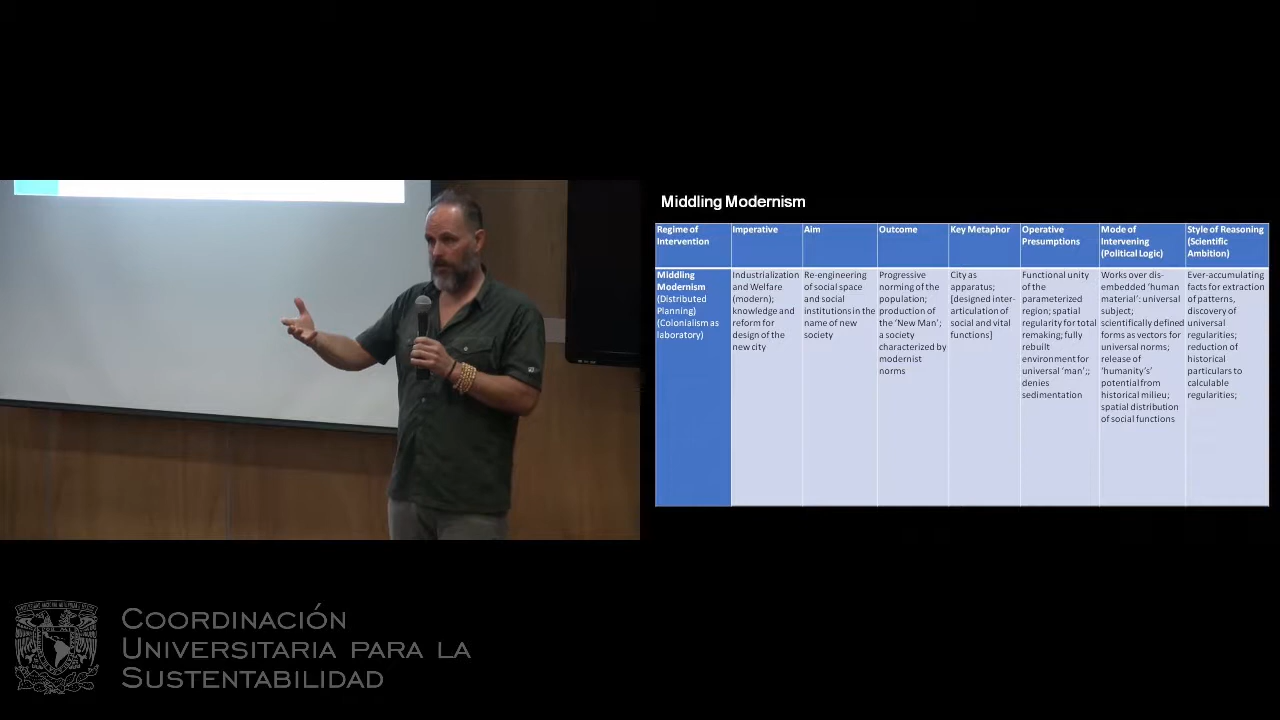 Middling Modernism
Regime of
Intervention
Imperative
Aim
Outcome
Key Metaphor
Operative
Presumptions
Mode of
Intervening
(Political Logic)
Style of Reasoning
(Scientific
Ambition)
Middling
Modernism
(Distributed
Planning)
(Colonialism as
laboratory)
Industrialization
and Welfare
(modern);
knowledge and
reform for
design of the
new city
Re-engineering
of social space
and social
institutions in the
name of new
society
Progressive
norming of the
population;
production of
the ‘New Man’;
a society
characterized by
modernist
norms
City as
apparatus;
[designed inter-
articulation of
social and vital
functions]
Functional unity
of the
parameterized
region; spatial
regularity for total
remaking; fully
rebuilt
environment for
universal ‘man’;;
denies
sedimentation
Works over dis-
embedded ‘human
material’: universal
subject;
scientifically defined
forms as vectors for
universal norms;
release of
‘humanity’s’
potential from
historical milieu;
spatial distribution
of social functions
Ever-accumulating
facts for extraction
of patterns,
discovery of
universal
regularities;
reduction of
historical
particulars to
calculable
regularities;
COORDINACIÓN
UNIVERSITARIA PARA LA
SUSTENTABILIDAD